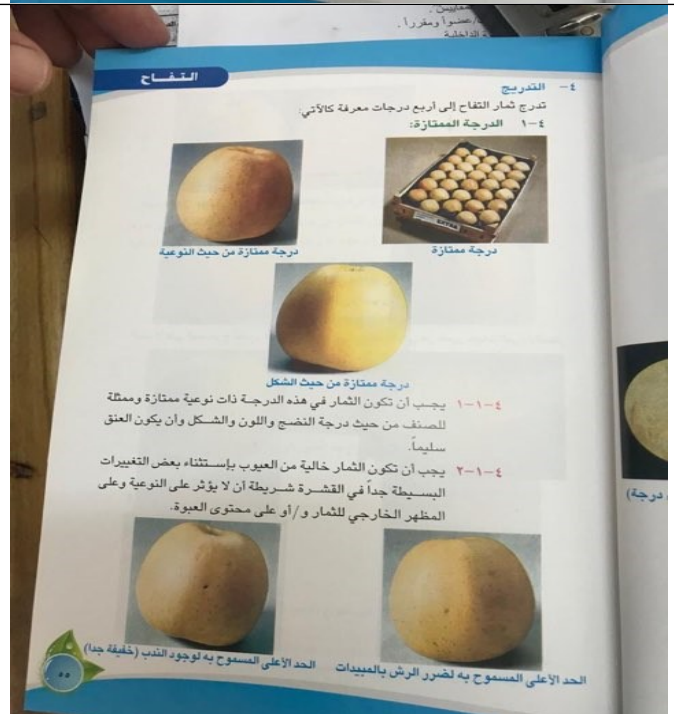 عضواً ومقرراً.
الداخلية
التفاح
٤- التدريج
تدرج ثمار التفاح إلى أربع درجات معرفة كالآتي:
٤-١ الدرجة الممتازة:
درجة ممتازة
درجة ممتازة من حيث النوعية
درجة ممتازة من حيث الشكل
٤-١-١ يجب أن تكون الثمار في هذه الدرجة ذات نوعية ممتازة وممثلة
للصنف من حيث درجة النضج واللون والشكل وأن يكون العنق
سليماً.
٤-١-٢ يجب أن تكون الثمار خالية من العيوب بإستثناء بعض التغييرات
البسيطة جداً في القشرة شريطة أن لا يؤثر على النوعية وعلى
المظهر الخارجي للثمار و/أو على محتوى العبوة.
الحد الأعلى المسموح به لضرر الرش بالمبيدات
الحد الأعلى المسموح به لوجود الندب (خفيفة جدا)
٥٥
درجة)